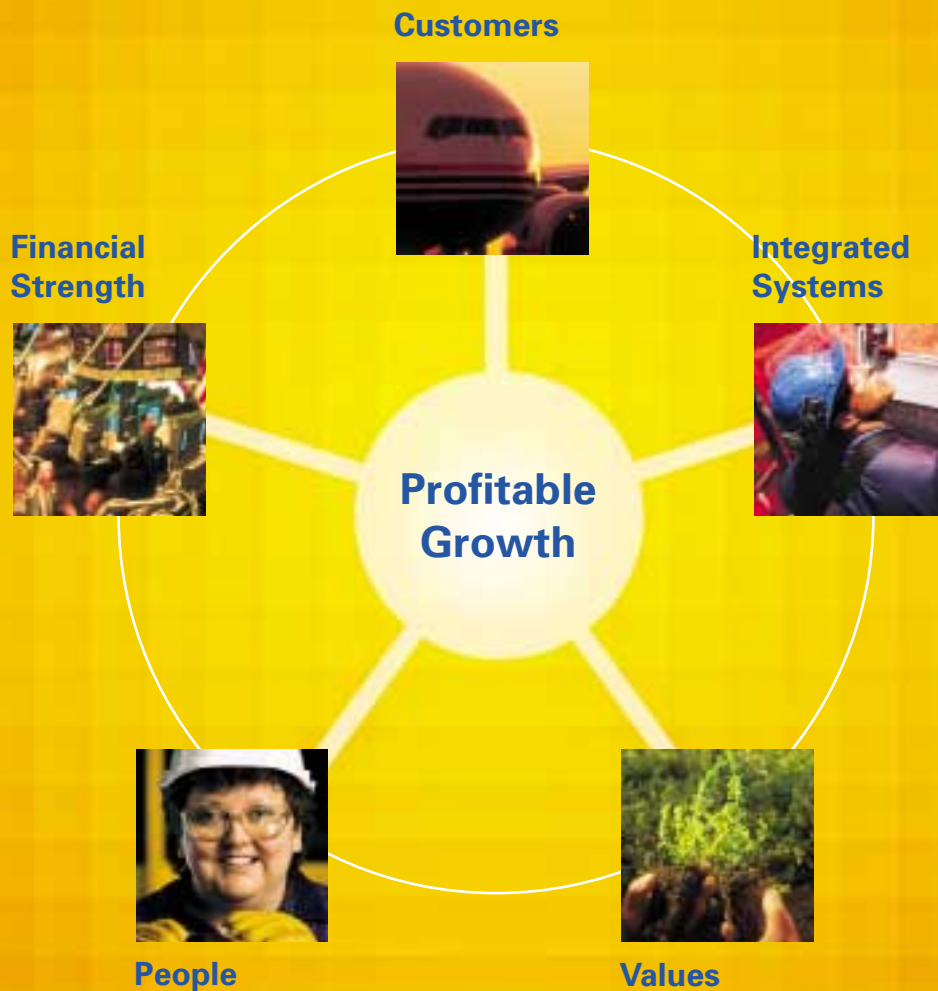 Customers
Financial
Strength
Integrated
Systems
Profitable
Growth
People
Values